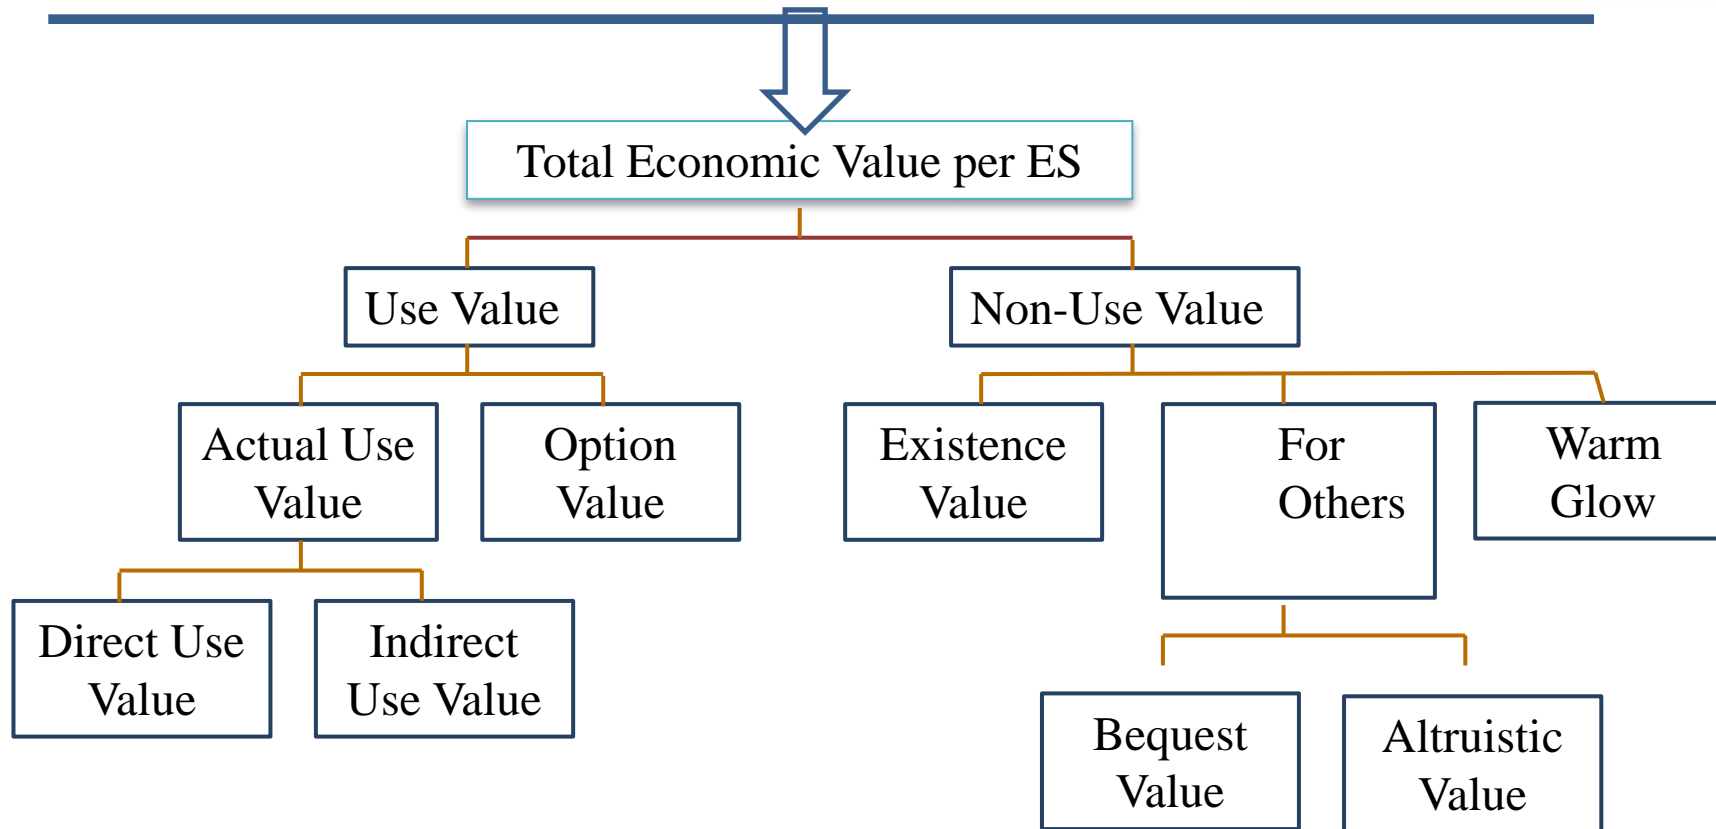 Total Economic Value per ES
Use Value
Non-Use Value
Actual Use
Value
Option
Value
Existence
Value
For
Others
Warm
Glow
Direct Use
Value
Indirect
Use Value
Bequest
Value
Altruistic
Value